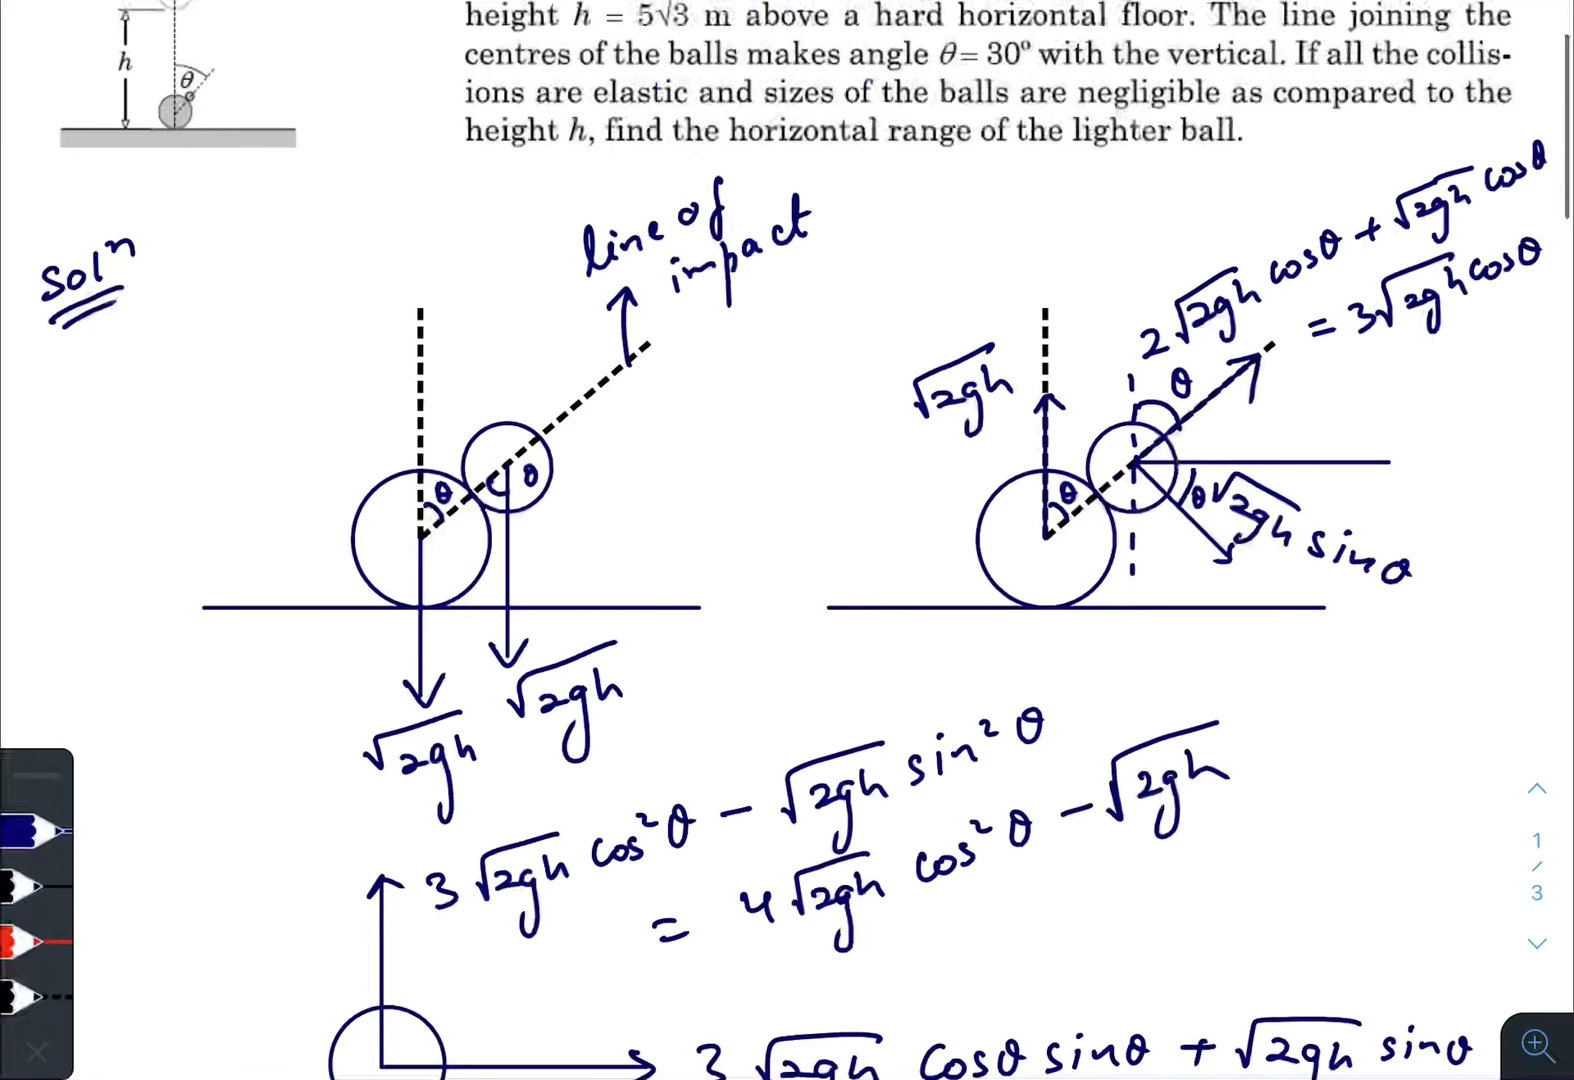 height h = 5√3 m above a hard horizontal floor. The line joining the
centres of the balls makes angle θ= 30º with the vertical. If all the collis-
ions are elastic and sizes of the balls are negligible as compared to the
height h, find the horizontal range of the lighter ball.
h
θ
Solⁿ
line of
impact
θ
θ
√2gh
√2gh
√2gh
2√2gh cosθ + √2gh cosθ
= 3√2gh cosθ
θ
θ
θ
√2gh sinθ
3 √2gh cos²θ − √2gh sin²θ
= 4 √2gh cos²θ − √2gh
3 √2gh cosθ sinθ + √2gh sinθ
1
/
3